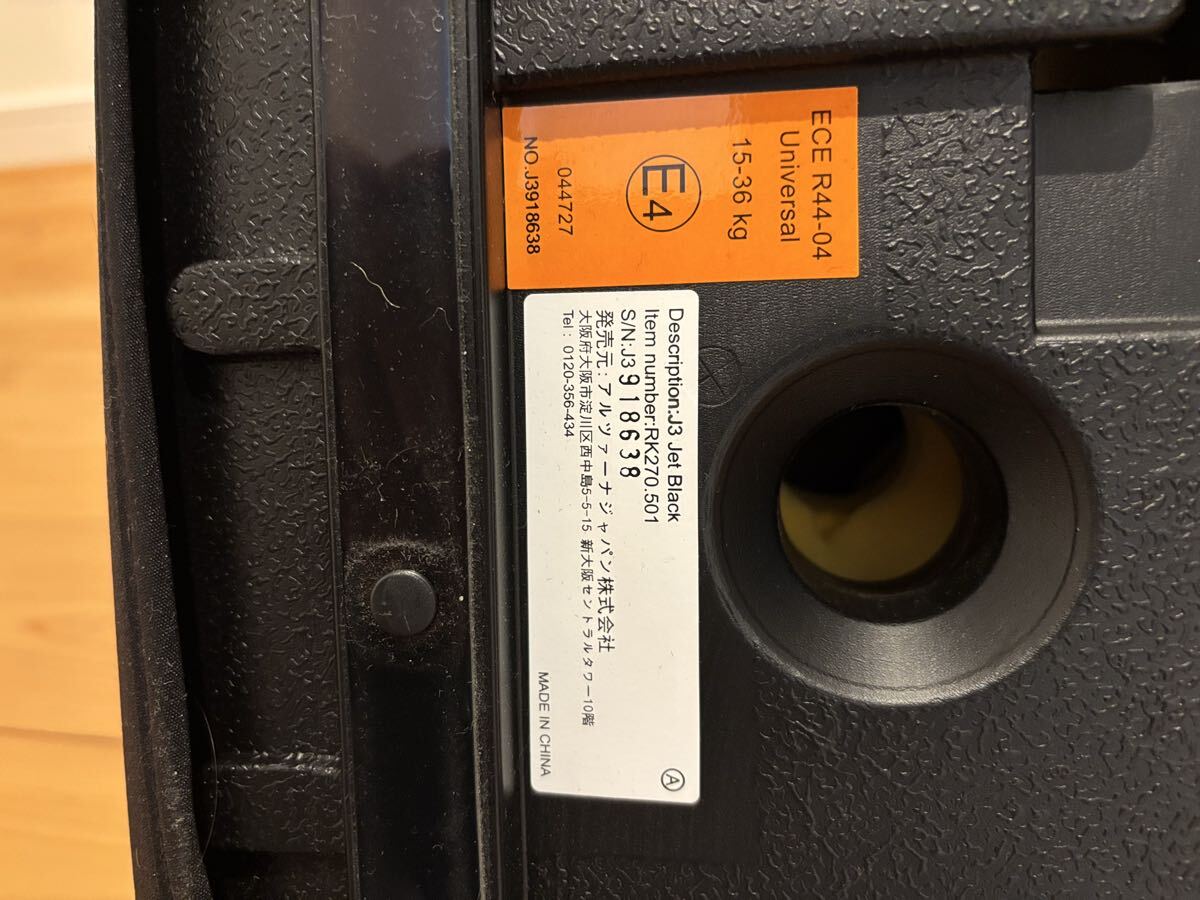 ECE R44-04
Universal
15-36 kg
E4
044727
NO.J3918638
Description:J3 Jet Black
Item number:RK270.501
S/N:J3918638
発売元:アルツァーナジャパン株式会社
大阪府大阪市淀川区西中島5-5-15 新大阪セントラルタワー10階
Tel: 0120-356-434
MADE IN CHINA
A